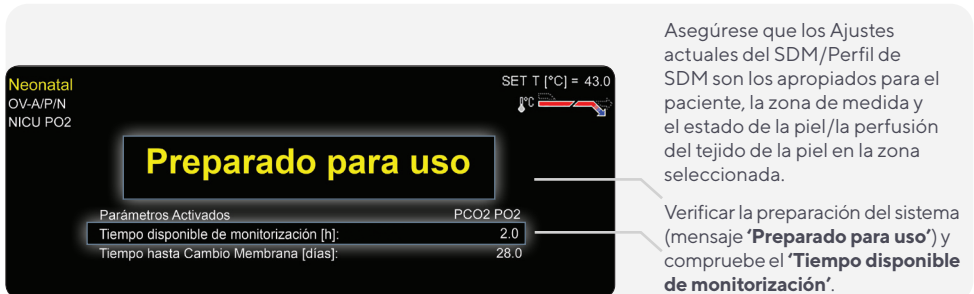 Neonatal
OV-A/P/N
NICU PO2
SET T [°C] = 43.0
°C
Preparado para uso
Parámetros Activados PCO2 PO2
Tiempo disponible de monitorización [h]: 2.0
Tiempo hasta Cambio Membrana [días]: 28.0
Asegúrese que los Ajustes
actuales del SDM/Perfil de
SDM son los apropiados para el
paciente, la zona de medida y
el estado de la piel/la perfusión
del tejido de la piel en la zona
seleccionada.
Verificar la preparación del sistema
(mensaje ‘Preparado para uso’) y
compruebe el ‘Tiempo disponible
de monitorización’.